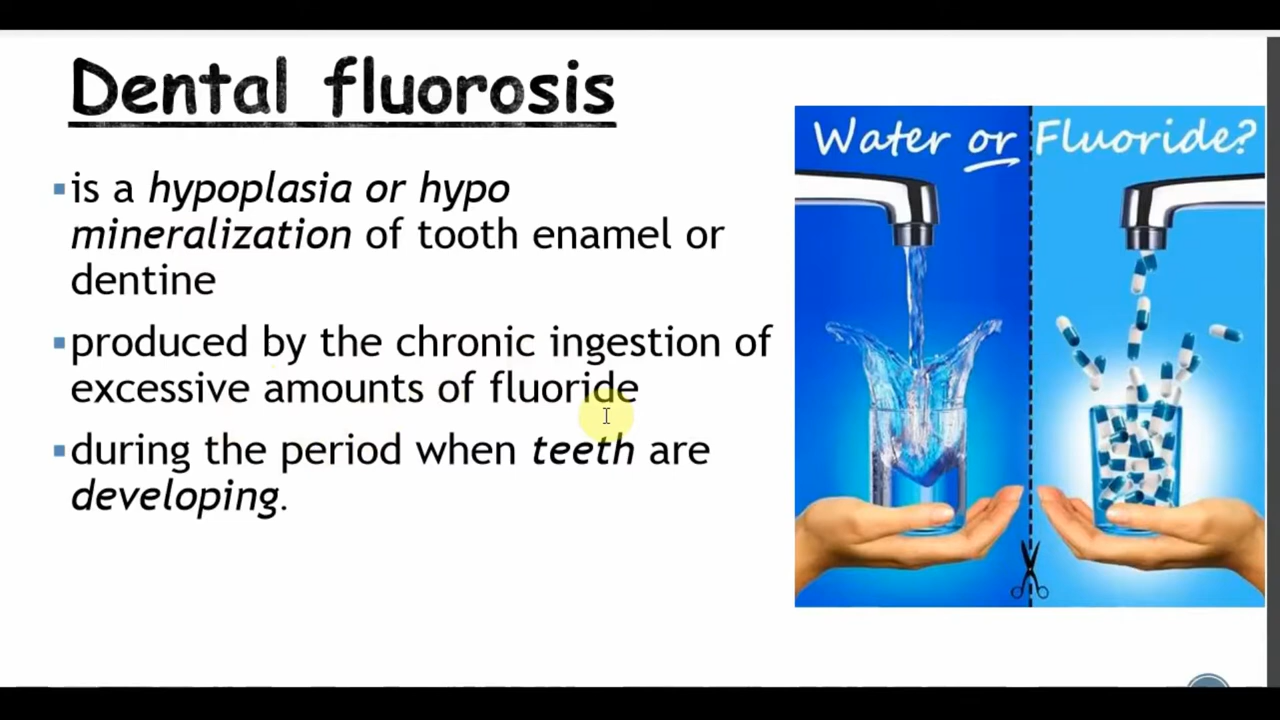 Dental fluorosis
is a hypoplasia or hypo
mineralization of tooth enamel or
dentine
produced by the chronic ingestion of
excessive amounts of fluoride
during the period when teeth are
developing.
Water or Fluoride?